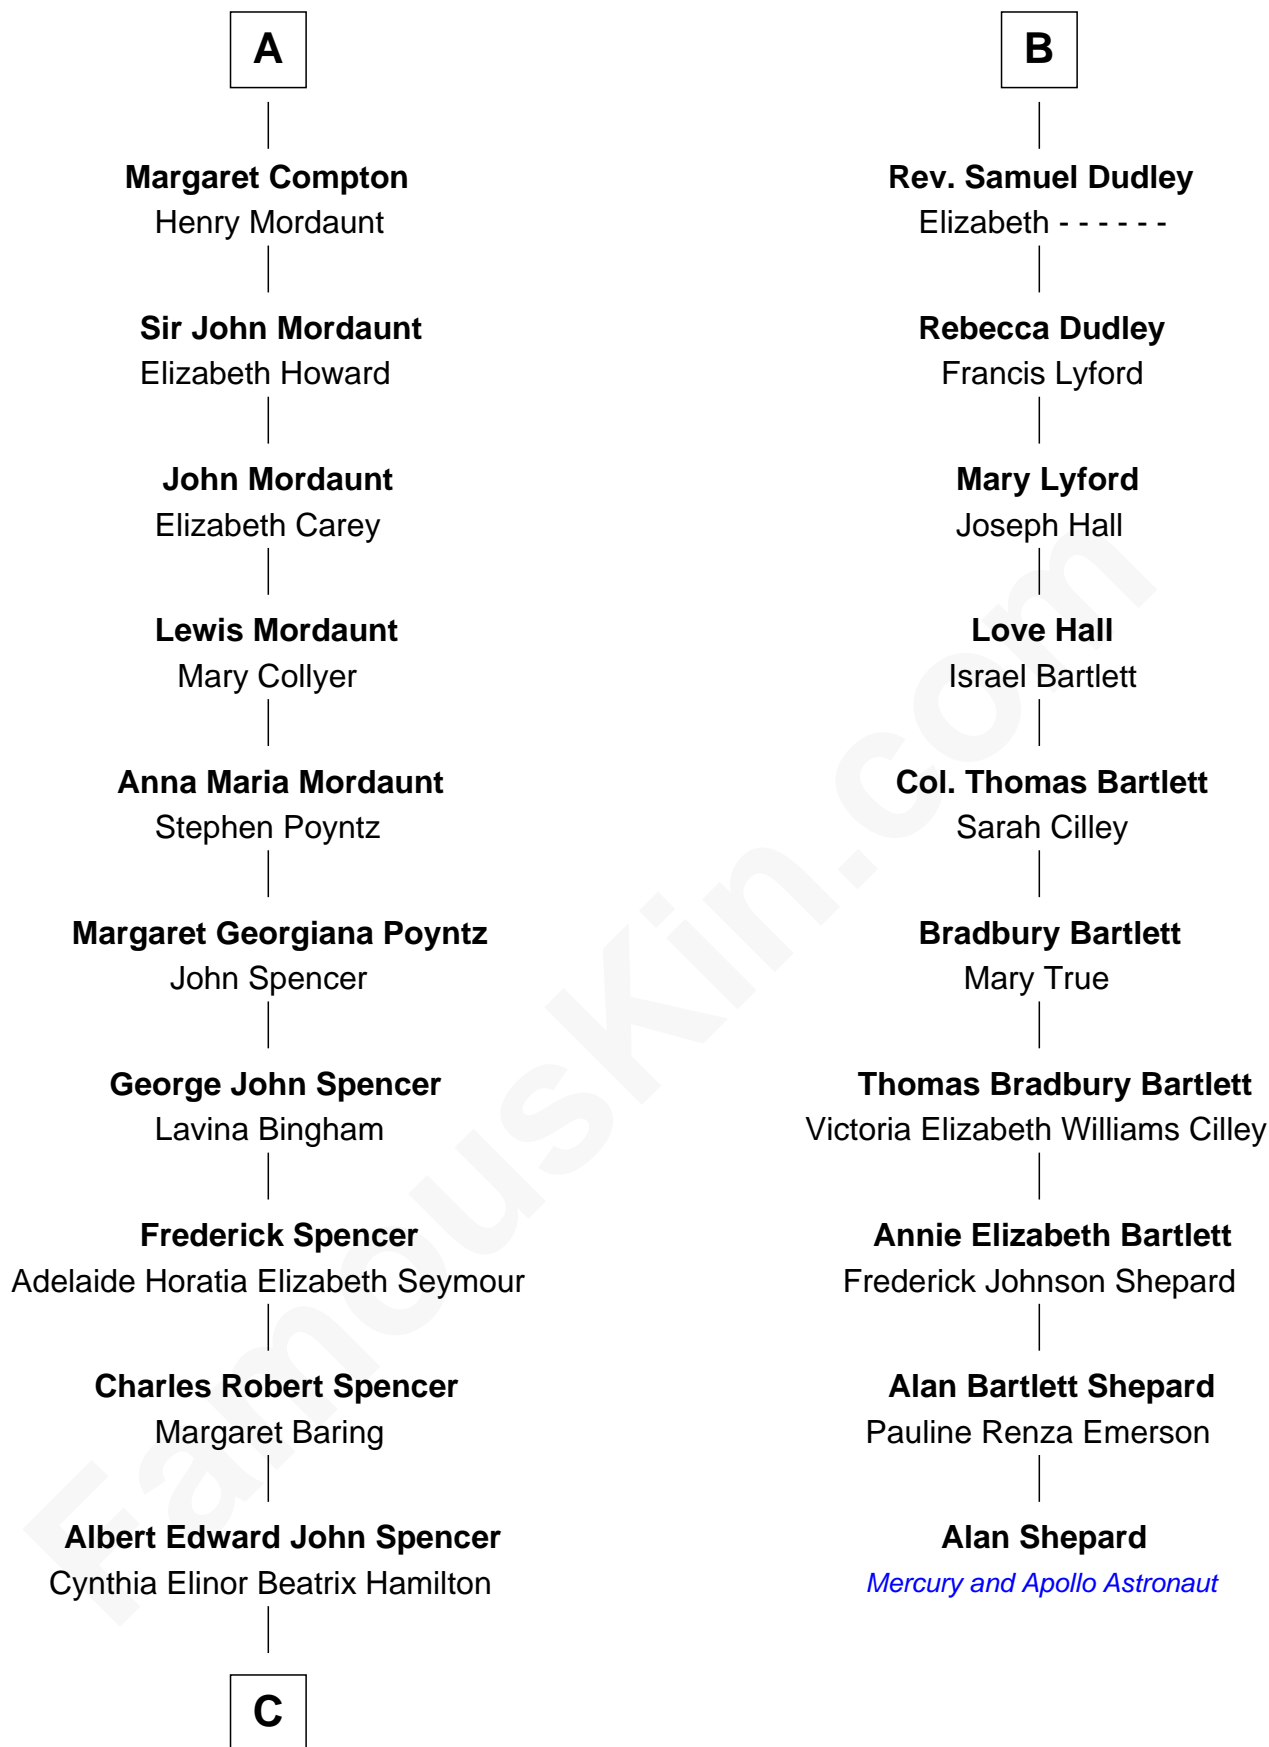 A
Margaret Compton
Henry Mordaunt
Sir John Mordaunt
Elizabeth Howard
John Mordaunt
Elizabeth Carey
Lewis Mordaunt
Mary Collyer
Anna Maria Mordaunt
Stephen Poyntz
Margaret Georgiana Poyntz
John Spencer
George John Spencer
Lavina Bingham
Frederick Spencer
Adelaide Horatia Elizabeth Seymour
Charles Robert Spencer
Margaret Baring
Albert Edward John Spencer
Cynthia Elinor Beatrix Hamilton
C
B
Rev. Samuel Dudley
Elizabeth - - - - - -
Rebecca Dudley
Francis Lyford
Mary Lyford
Joseph Hall
Love Hall
Israel Bartlett
Col. Thomas Bartlett
Sarah Cilley
Bradbury Bartlett
Mary True
Thomas Bradbury Bartlett
Victoria Elizabeth Williams Cilley
Annie Elizabeth Bartlett
Frederick Johnson Shepard
Alan Bartlett Shepard
Pauline Renza Emerson
Alan Shepard
Mercury and Apollo Astronaut
FamousKin.com